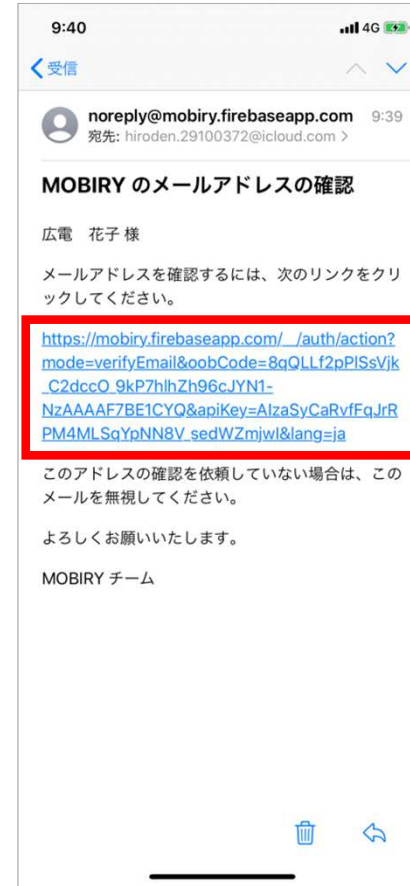 9:40
4G
受信
noreply@mobiry.firebaseapp.com 9:39
宛先: hiroden.29100372@icloud.com >
MOBIRY のメールアドレスの確認
広電 花子 様
メールアドレスを確認するには、次のリンクをクリ
ックしてください。
https://mobiry.firebaseapp.com/__/auth/action?
mode=verifyEmail&oobCode=8qQLLf2pPlSsVjk
_C2dccO_9kP7hlhZh96cJYN1-
NzAAAAF7BE1CYQ&apiKey=AIzaSyCaRvfFqJrR
PM4MLSqYpNN8V_sedWZmjwI&lang=ja
このアドレスの確認を依頼していない場合は、この
メールを無視してください。
よろしくお願いいたします。
MOBIRY チーム